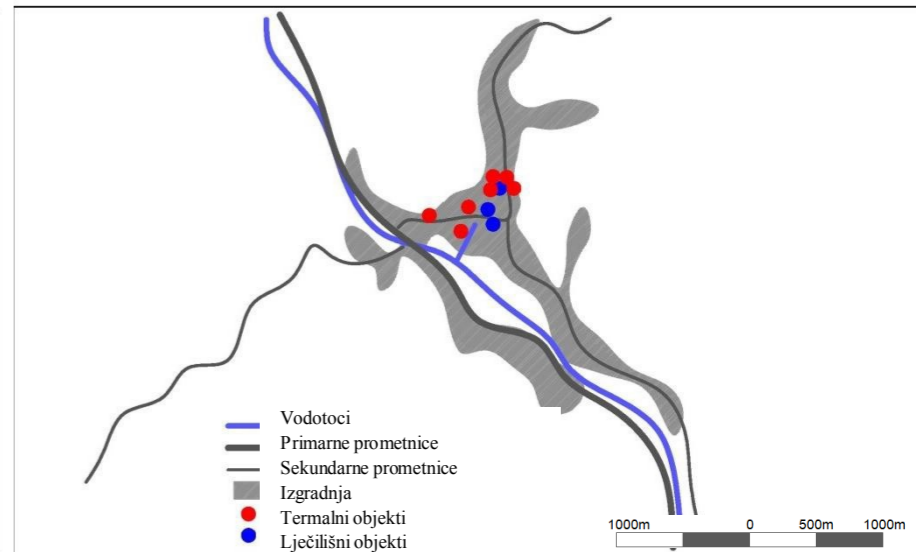 Vodotoci
Primarne prometnice
Sekundarne prometnice
Izgradnja
Termalni objekti
Lječilišni objekti
1000m 0 500m 1000m